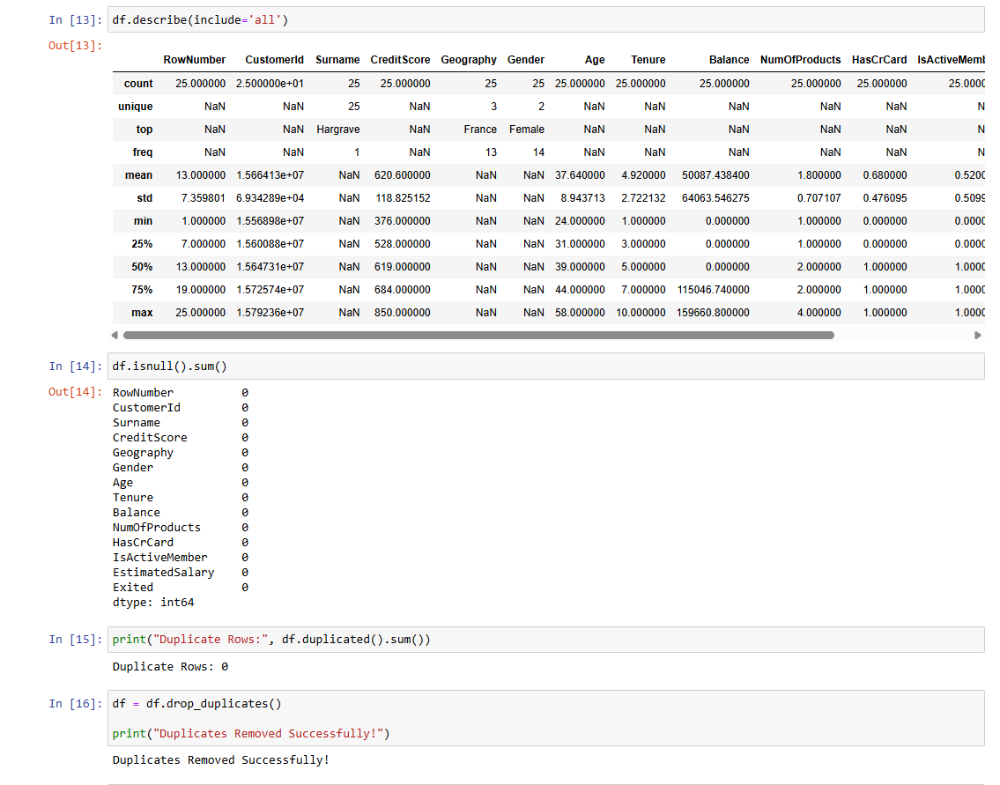 In [13]: df.describe(include='all')
Out[13]:
RowNumber CustomerId Surname CreditScore Geography Gender Age Tenure Balance NumOfProducts HasCrCard IsActiveMemb
count 25.000000 2.500000e+01 25 25.000000 25 25 25.000000 25.000000 25.000000 25.000000 25.000000 25.000
unique NaN NaN 25 NaN 3 2 NaN NaN NaN NaN NaN N
top NaN NaN Hargrave NaN France Female NaN NaN NaN NaN NaN N
freq NaN NaN 1 NaN 13 14 NaN NaN NaN NaN NaN N
mean 13.000000 1.566413e+07 NaN 620.600000 NaN NaN 37.640000 4.920000 50087.438400 1.800000 0.680000 0.520
std 7.359801 6.934289e+04 NaN 118.825152 NaN NaN 8.943713 2.722132 64063.546275 0.707107 0.476095 0.509
min 1.000000 1.556898e+07 NaN 376.000000 NaN NaN 24.000000 1.000000 0.000000 1.000000 0.000000 0.000
25% 7.000000 1.560088e+07 NaN 528.000000 NaN NaN 31.000000 3.000000 0.000000 1.000000 0.000000 0.000
50% 13.000000 1.564731e+07 NaN 619.000000 NaN NaN 39.000000 5.000000 0.000000 2.000000 1.000000 1.000
75% 19.000000 1.572574e+07 NaN 684.000000 NaN NaN 44.000000 7.000000 115046.740000 2.000000 1.000000 1.000
max 25.000000 1.579236e+07 NaN 850.000000 NaN NaN 58.000000 10.000000 159660.800000 4.000000 1.000000 1.000
In [14]: df.isnull().sum()
Out[14]: RowNumber 0
CustomerId 0
Surname 0
CreditScore 0
Geography 0
Gender 0
Age 0
Tenure 0
Balance 0
NumOfProducts 0
HasCrCard 0
IsActiveMember 0
EstimatedSalary 0
Exited 0
dtype: int64
In [15]: print("Duplicate Rows:", df.duplicated().sum())
Duplicate Rows: 0
In [16]: df = df.drop_duplicates()
print("Duplicates Removed Successfully!")
Duplicates Removed Successfully!